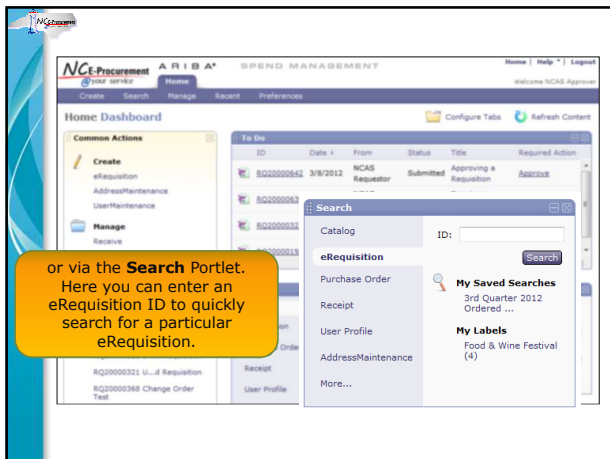 NC E-Procurement
NC E-Procurement
@your service
ARIBA SPEND MANAGEMENT
Home | Help | Logout
Welcome NCAS Approver
Home
Create Search Manage Recent Preferences
Home Dashboard
Configure Tabs Refresh Content
Common Actions
Create
eRequisition
AddressMaintenance
UserMaintenance
Manage
Receive
To Do
ID Date From Status Title Required Action
RQ20000642 3/8/2012 NCAS Requestor Submitted Approving a Requisition Approve
RQ20000063
RQ20000032
RQ20000019
or via the Search Portlet.
Here you can enter an
eRequisition ID to quickly
search for a particular
eRequisition.
RQ20000321 U...d Requisition
RQ20000368 Change Order
Test
Receipt
User Profile
Search
Catalog
eRequisition
Purchase Order
Receipt
User Profile
AddressMaintenance
More...
ID:
Search
My Saved Searches
3rd Quarter 2012
Ordered ...
My Labels
Food & Wine Festival
(4)